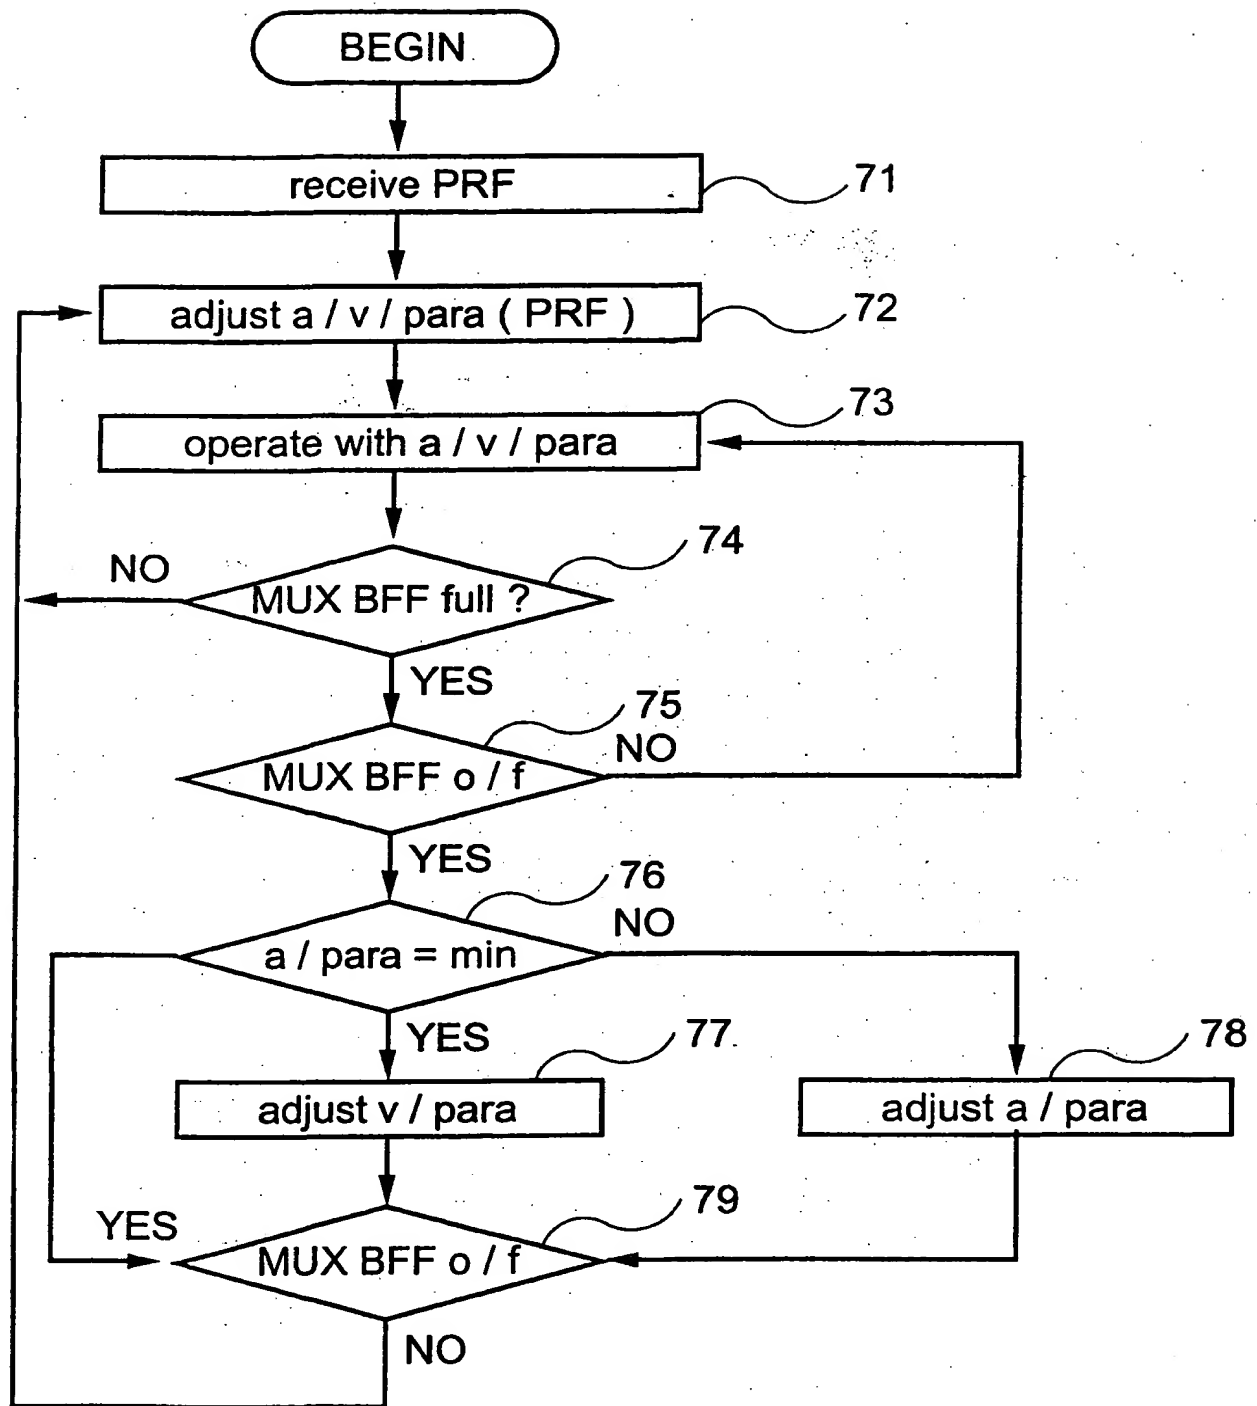 BEGIN
receive PRF
71
adjust a / v / para ( PRF )
72
73
operate with a / v / para
74
NO
MUX BFF full ?
YES
75
NO
MUX BFF o / f
YES
76
NO
a / para = min
YES
77
78
adjust v / para
adjust a / para
79
YES
MUX BFF o / f
NO